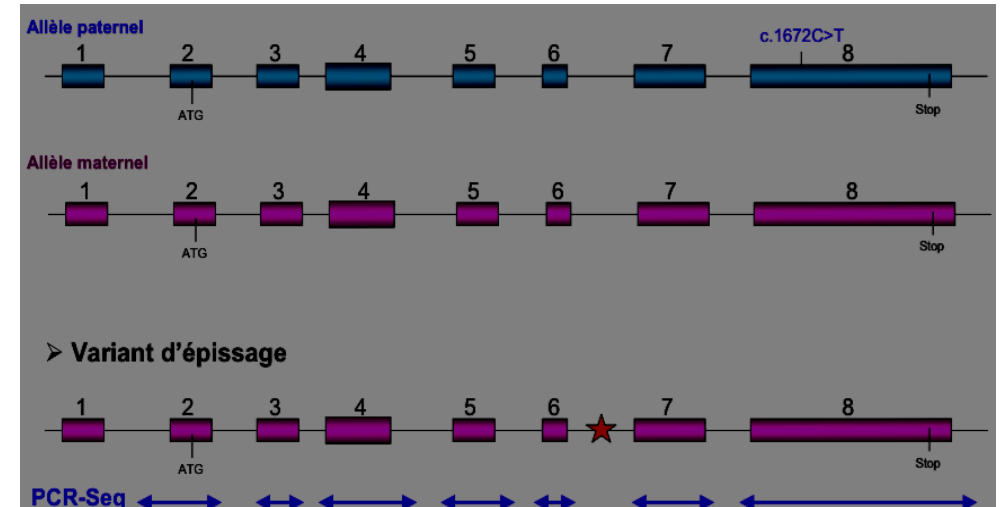 Allèle paternel
c.1672C>T
1 2 3 4 5 6 7 8
ATG
Stop
Allèle maternel
1 2 3 4 5 6 7 8
ATG
Stop
➢ Variant d'épissage
1 2 3 4 5 6 7 8
ATG
Stop
PCR-Seq